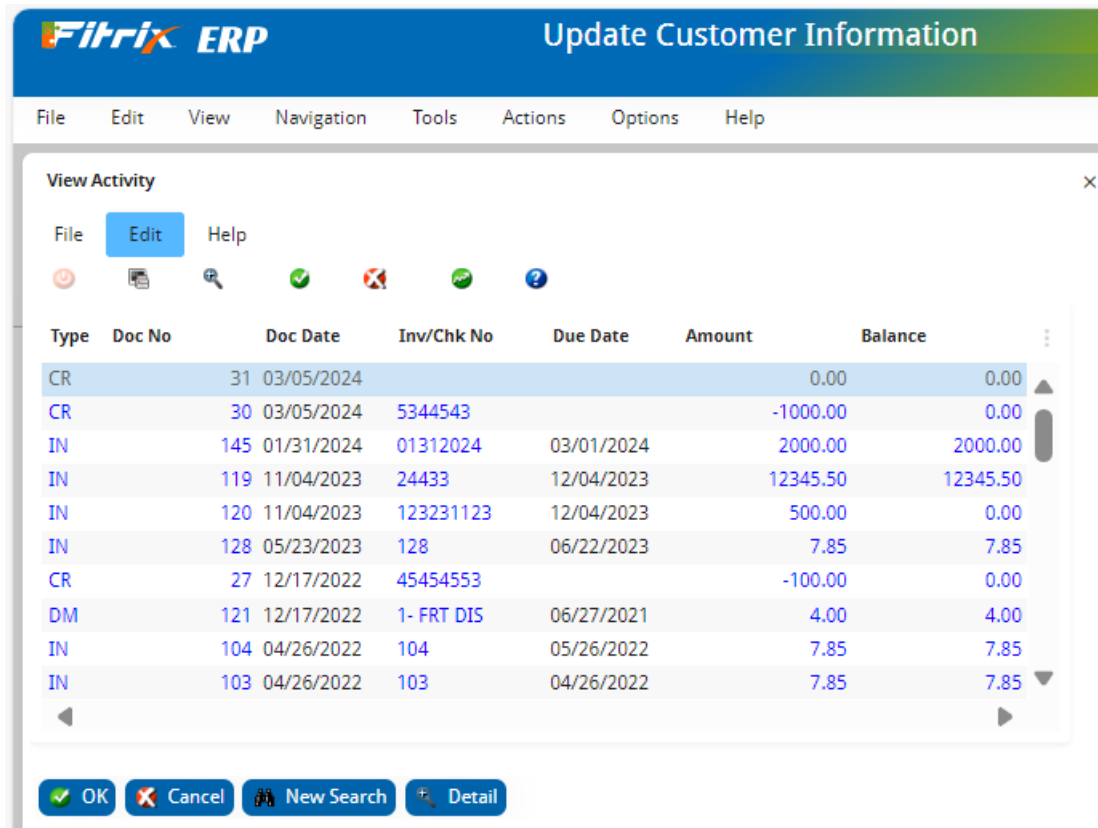 Fitrix ERP Update Customer Information
File Edit View Navigation Tools Actions Options Help
View Activity
File Edit Help
Type Doc No Doc Date Inv/Chk No Due Date Amount Balance
CR 31 03/05/2024 0.00 0.00
CR 30 03/05/2024 5344543 -1000.00 0.00
IN 145 01/31/2024 01312024 03/01/2024 2000.00 2000.00
IN 119 11/04/2023 24433 12/04/2023 12345.50 12345.50
IN 120 11/04/2023 123231123 12/04/2023 500.00 0.00
IN 128 05/23/2023 128 06/22/2023 7.85 7.85
CR 27 12/17/2022 45454553 -100.00 0.00
DM 121 12/17/2022 1- FRT DIS 06/27/2021 4.00 4.00
IN 104 04/26/2022 104 05/26/2022 7.85 7.85
IN 103 04/26/2022 103 04/26/2022 7.85 7.85
OK Cancel New Search Detail